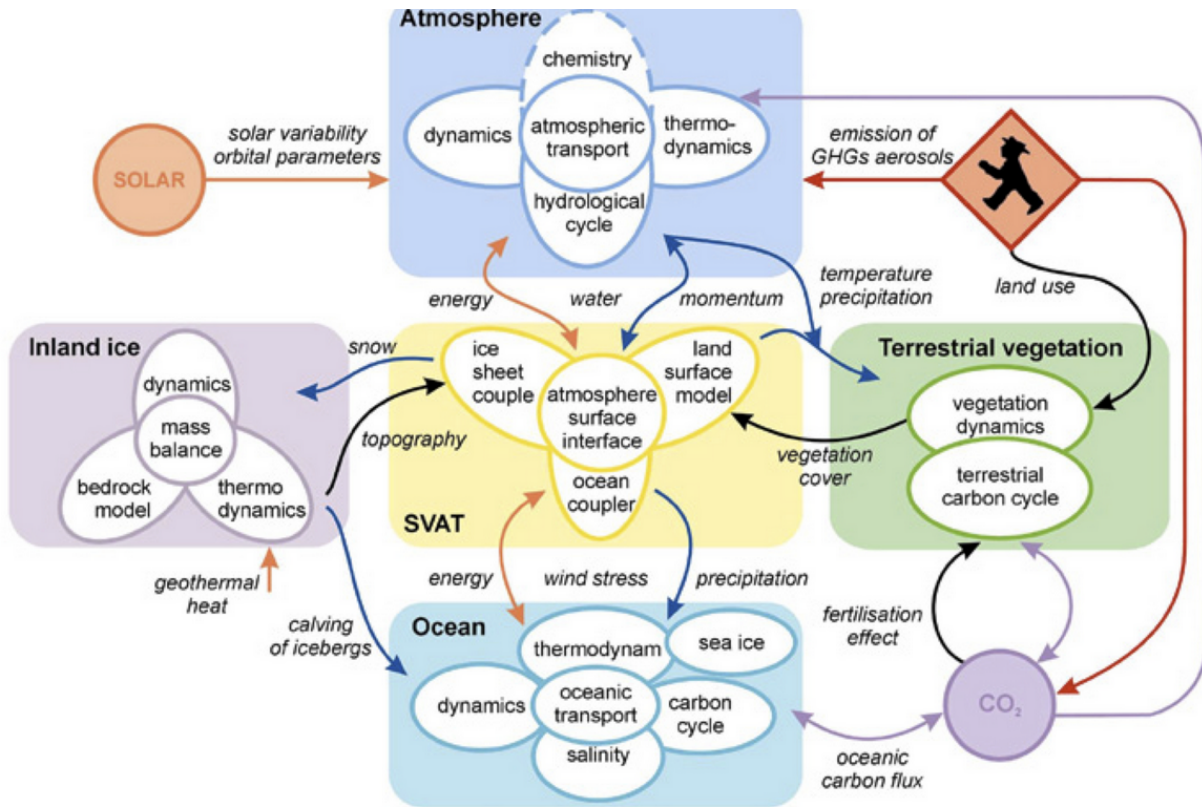 Atmosphere
chemistry
dynamics
atmospheric
transport
thermo-
dynamics
hydrological
cycle
solar variability
orbital parameters
SOLAR
emission of
GHGs aerosols
energy
water
momentum
temperature
precipitation
land use
Inland ice
dynamics
mass
balance
bedrock
model
thermo
dynamics
snow
topography
geothermal
heat
calving
of icebergs
ice
sheet
couple
atmosphere
surface
interface
land
surface
model
ocean
coupler
SVAT
Terrestrial vegetation
vegetation
dynamics
terrestrial
carbon cycle
vegetation
cover
energy
wind stress
precipitation
fertilisation
effect
Ocean
thermodynam
sea ice
dynamics
oceanic
transport
carbon
cycle
salinity
CO₂
oceanic
carbon flux